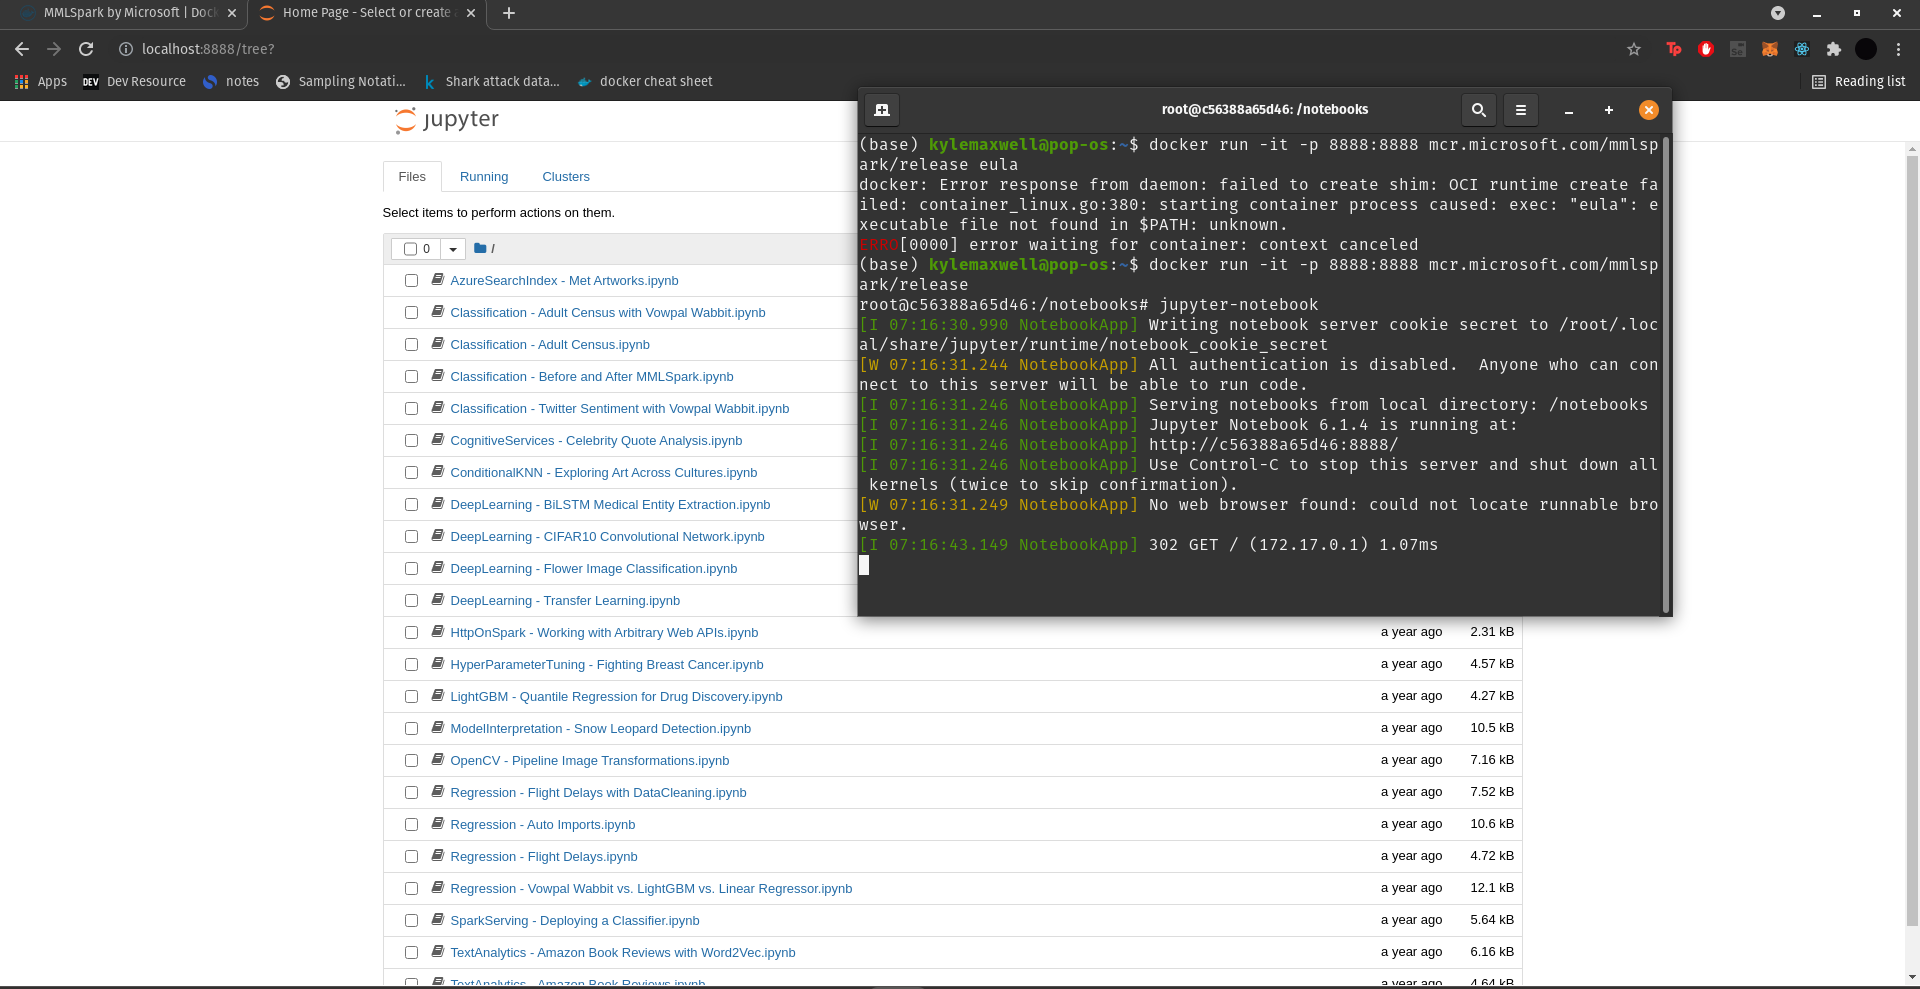 MMLSpark by Microsoft | Doc
Home Page - Select or create a
localhost:8888/tree?
Apps
DEV
Dev Resource
notes
Sampling Notati...
k
Shark attack data...
docker cheat sheet
Tp
Se
Reading list
jupyter
Files
Running
Clusters
Select items to perform actions on them.
0
/
AzureSearchIndex - Met Artworks.ipynb
Classification - Adult Census with Vowpal Wabbit.ipynb
Classification - Adult Census.ipynb
Classification - Before and After MMLSpark.ipynb
Classification - Twitter Sentiment with Vowpal Wabbit.ipynb
CognitiveServices - Celebrity Quote Analysis.ipynb
ConditionalKNN - Exploring Art Across Cultures.ipynb
DeepLearning - BiLSTM Medical Entity Extraction.ipynb
DeepLearning - CIFAR10 Convolutional Network.ipynb
DeepLearning - Flower Image Classification.ipynb
DeepLearning - Transfer Learning.ipynb
HttpOnSpark - Working with Arbitrary Web APIs.ipynb a year ago 2.31 kB
HyperParameterTuning - Fighting Breast Cancer.ipynb a year ago 4.57 kB
LightGBM - Quantile Regression for Drug Discovery.ipynb a year ago 4.27 kB
ModelInterpretation - Snow Leopard Detection.ipynb a year ago 10.5 kB
OpenCV - Pipeline Image Transformations.ipynb a year ago 7.16 kB
Regression - Flight Delays with DataCleaning.ipynb a year ago 7.52 kB
Regression - Auto Imports.ipynb a year ago 10.6 kB
Regression - Flight Delays.ipynb a year ago 4.72 kB
Regression - Vowpal Wabbit vs. LightGBM vs. Linear Regressor.ipynb a year ago 12.1 kB
SparkServing - Deploying a Classifier.ipynb a year ago 5.64 kB
TextAnalytics - Amazon Book Reviews with Word2Vec.ipynb a year ago 6.16 kB
TextAnalytics - Amazon Book Reviews.ipynb a year ago 4.64 kB
root@c56388a65d46: /notebooks
(base) kylemaxwell@pop-os:~$ docker run -it -p 8888:8888 mcr.microsoft.com/mmlsp
ark/release eula
docker: Error response from daemon: failed to create shim: OCI runtime create fa
iled: container_linux.go:380: starting container process caused: exec: "eula": e
xecutable file not found in $PATH: unknown.
ERRO[0000] error waiting for container: context canceled
(base) kylemaxwell@pop-os:~$ docker run -it -p 8888:8888 mcr.microsoft.com/mmlsp
ark/release
root@c56388a65d46:/notebooks# jupyter-notebook
[I 07:16:30.990 NotebookApp] Writing notebook server cookie secret to /root/.loc
al/share/jupyter/runtime/notebook_cookie_secret
[W 07:16:31.244 NotebookApp] All authentication is disabled.  Anyone who can con
nect to this server will be able to run code.
[I 07:16:31.246 NotebookApp] Serving notebooks from local directory: /notebooks
[I 07:16:31.246 NotebookApp] Jupyter Notebook 6.1.4 is running at:
[I 07:16:31.246 NotebookApp] http://c56388a65d46:8888/
[I 07:16:31.246 NotebookApp] Use Control-C to stop this server and shut down all
 kernels (twice to skip confirmation).
[W 07:16:31.249 NotebookApp] No web browser found: could not locate runnable bro
wser.
[I 07:16:43.149 NotebookApp] 302 GET / (172.17.0.1) 1.07ms